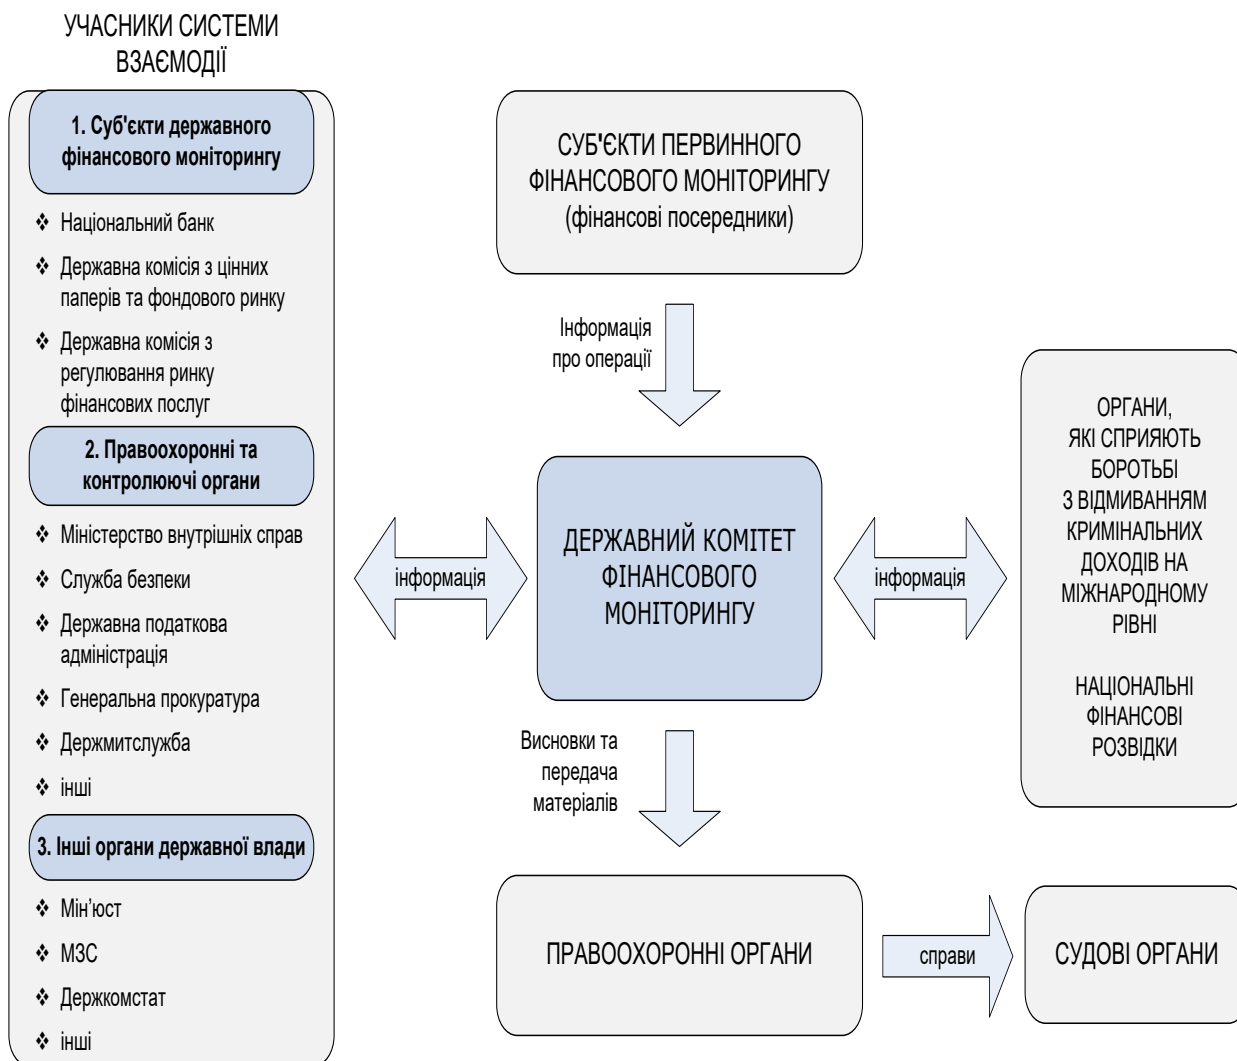 УЧАСНИКИ СИСТЕМИ
ВЗАЄМОДІЇ
1. Суб'єкти державного
фінансового моніторингу
❖ Національний банк
❖ Державна комісія з цінних
паперів та фондового ринку
❖ Державна комісія з
регулювання ринку
фінансових послуг
2. Правоохоронні та
контролюючі органи
❖ Міністерство внутрішніх справ
❖ Служба безпеки
❖ Державна податкова
адміністрація
❖ Генеральна прокуратура
❖ Держмитслужба
❖ інші
3. Інші органи державної влади
❖ Мін’юст
❖ МЗС
❖ Держкомстат
❖ інші
СУБ'ЄКТИ ПЕРВИННОГО
ФІНАНСОВОГО МОНІТОРИНГУ
(фінансові посередники)
Інформація
про операції
інформація
ДЕРЖАВНИЙ КОМІТЕТ
ФІНАНСОВОГО
МОНІТОРИНГУ
інформація
ОРГАНИ,
ЯКІ СПРИЯЮТЬ
БОРОТЬБІ
З ВІДМИВАННЯМ
КРИМІНАЛЬНИХ
ДОХОДІВ НА
МІЖНАРОДНОМУ
РІВНІ
НАЦІОНАЛЬНІ
ФІНАНСОВІ
РОЗВІДКИ
Висновки та
передача
матеріалів
ПРАВООХОРОННІ ОРГАНИ
справи
СУДОВІ ОРГАНИ